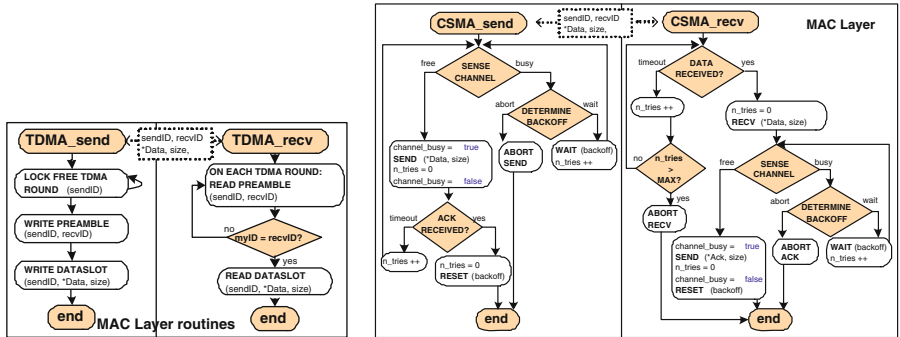 TDMA_send
sendID, recvID
*Data, size,
TDMA_recv
LOCK FREE TDMA
ROUND (sendID)
WRITE PREAMBLE
(sendID, recvID)
WRITE DATASLOT
(sendID, *Data, size)
end
ON EACH TDMA ROUND:
READ PREAMBLE
(sendID, recvID)
no
myID = recvID?
yes
READ DATASLOT
(sendID, *Data, size)
end
MAC Layer routines
CSMA_send
sendID, recvID
*Data, size,
CSMA_recv
MAC Layer
free
SENSE
CHANNEL
busy
abort
DETERMINE
BACKOFF
wait
channel_busy = true
SEND (*Data, size)
n_tries = 0
channel_busy = false
ABORT
SEND
WAIT (backoff)
n_tries ++
timeout
ACK
RECEIVED?
yes
n_tries ++
n_tries = 0
RESET (backoff)
end
timeout
DATA
RECEIVED?
yes
n_tries ++
n_tries = 0
RECV (*Data, size)
no
n_tries
>
MAX?
yes
ABORT
RECV
free
SENSE
CHANNEL
busy
abort
DETERMINE
BACKOFF
wait
channel_busy = true
SEND (*Ack, size)
n_tries = 0
channel_busy = false
RESET (backoff)
ABORT
ACK
WAIT (backoff)
n_tries ++
end